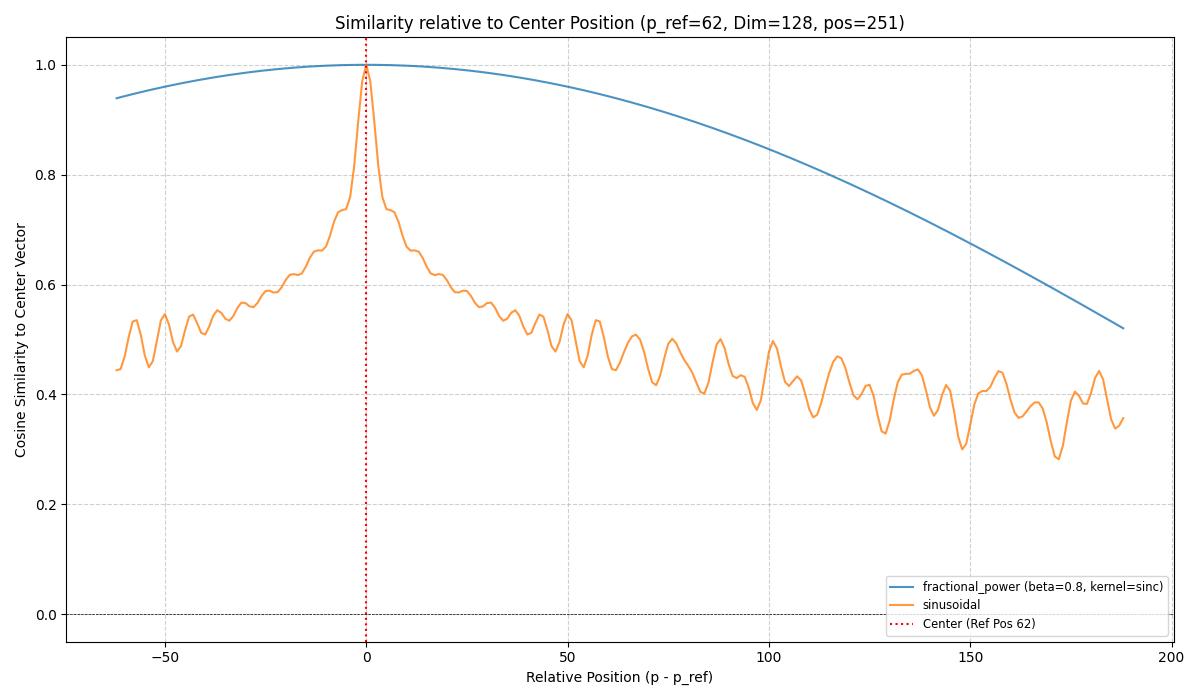 Similarity relative to Center Position (p_ref=62, Dim=128, pos=251)
Cosine Similarity to Center Vector
1.0
0.8
0.6
0.4
0.2
0.0
fractional_power (beta=0.8, kernel=sinc)
sinusoidal
Center (Ref Pos 62)
−50 0 50 100 150 200
Relative Position (p - p_ref)